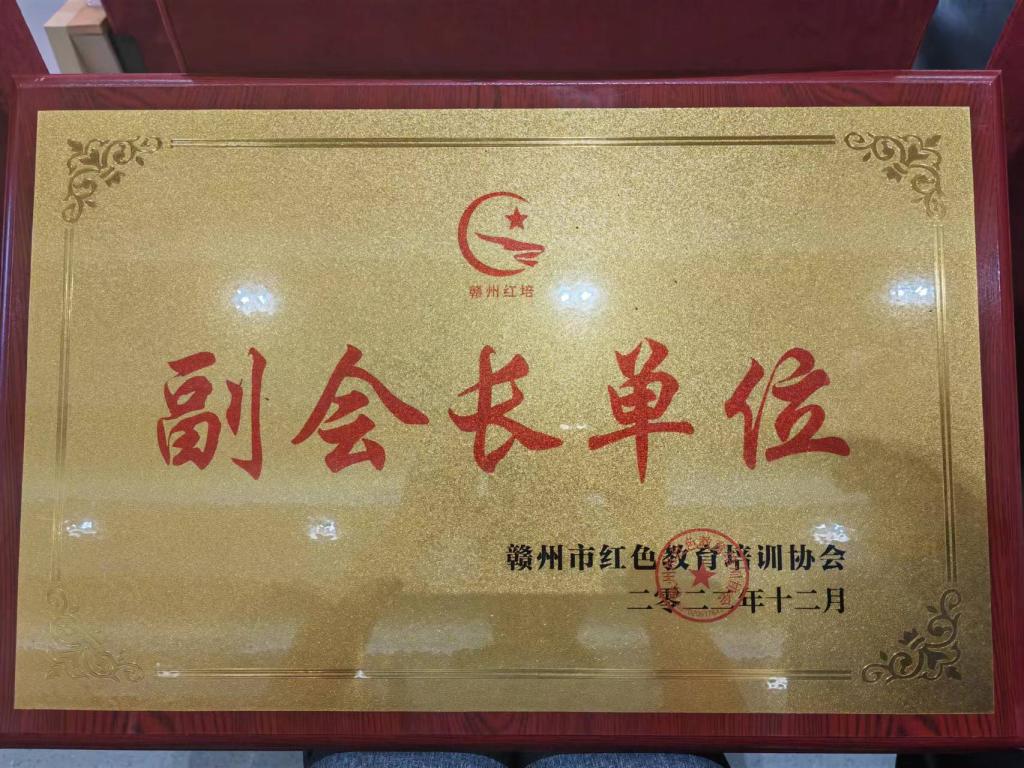 赣州红培
副会长单位
赣州市红色教育培训协会
二零二二年十二月